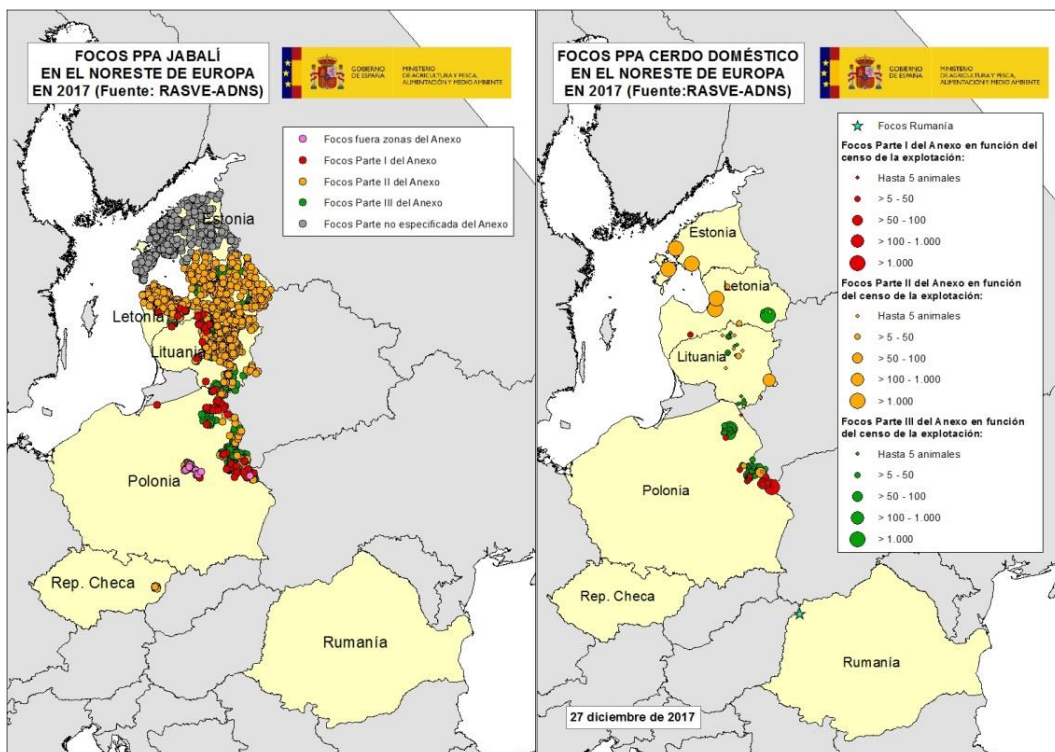 FOCOS PPA JABALÍ
EN EL NORESTE DE EUROPA
EN 2017 (Fuente: RASVE-ADNS)
GOBIERNO
DE ESPAÑA
MINISTERIO
DE AGRICULTURA Y PESCA,
ALIMENTACIÓN Y MEDIO AMBIENTE
Focos fuera zonas del Anexo
Focos Parte I del Anexo
Focos Parte II del Anexo
Focos Parte III del Anexo
Focos Parte no especificada del Anexo
Estonia
Letonia
Lituania
Polonia
Rep. Checa
Rumanía
FOCOS PPA CERDO DOMÉSTICO
EN EL NORESTE DE EUROPA
EN 2017 (Fuente:RASVE-ADNS)
GOBIERNO
DE ESPAÑA
MINISTERIO
DE AGRICULTURA Y PESCA,
ALIMENTACIÓN Y MEDIO AMBIENTE
Focos Rumanía
Focos Parte I del Anexo en función del
censo de la explotación:
Hasta 5 animales
> 5 - 50
> 50 - 100
> 100 - 1.000
> 1.000
Focos Parte II del Anexo en función
del censo de la explotación:
Hasta 5 animales
> 5 - 50
> 50 - 100
> 100 - 1.000
> 1.000
Focos Parte III del Anexo en función
del censo de la explotación:
Hasta 5 animales
> 5 - 50
> 50 - 100
> 100 - 1.000
> 1.000
Estonia
Letonia
Lituania
Polonia
Rep. Checa
Rumanía
27 diciembre de 2017